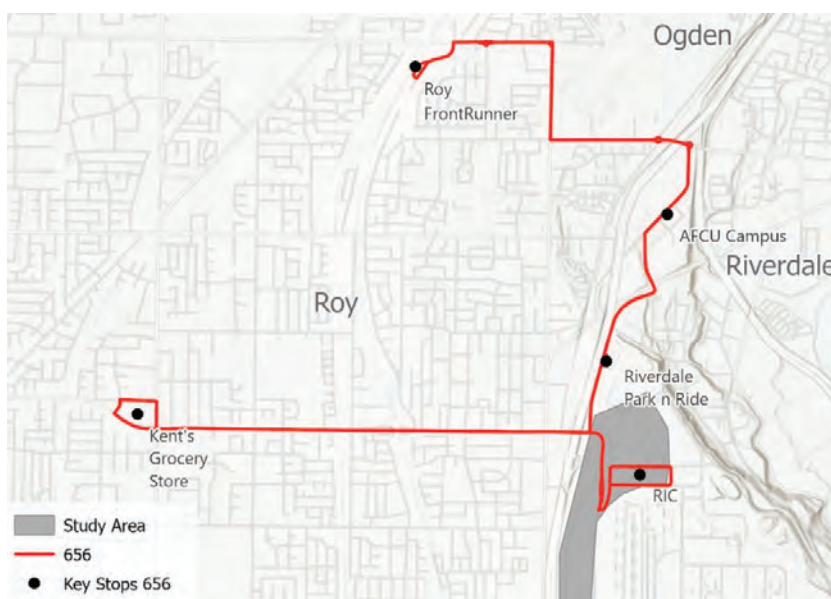 Ogden
Roy
FrontRunner
AFCU Campus
Riverdale
Roy
Riverdale
Park n Ride
Kent's
Grocery
Store
RIC
Study Area
656
Key Stops 656